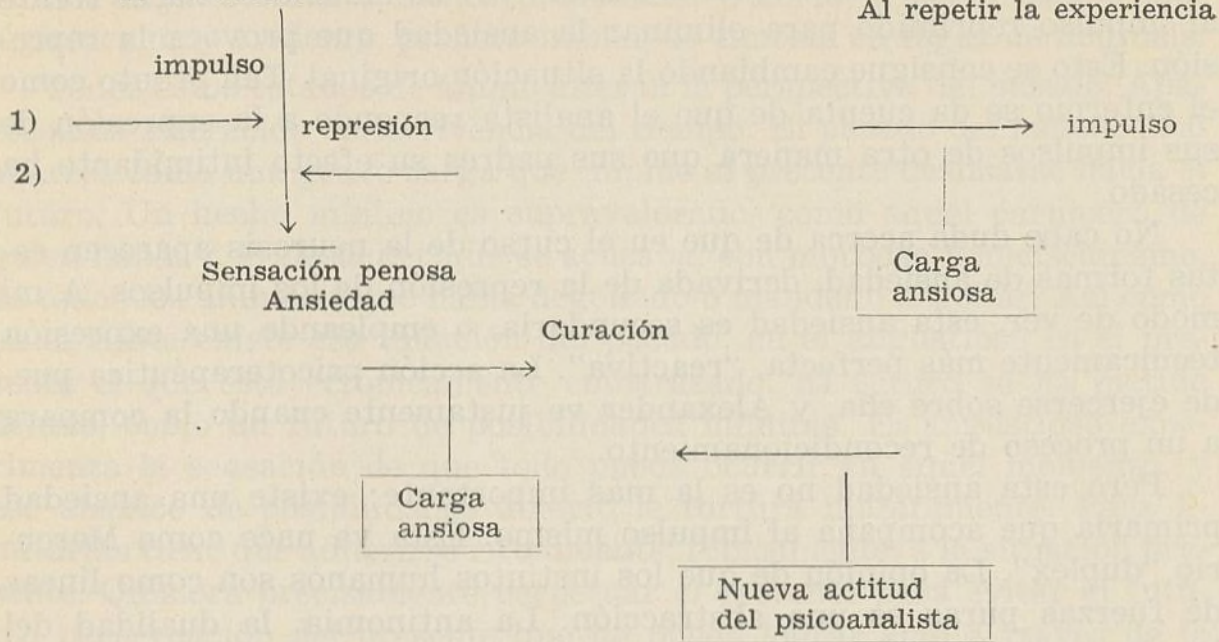 Al repetir la experiencia
impulso
1)
represión
impulso
2)
Sensación penosa
Ansiedad
Carga
ansiosa
Curación
Carga
ansiosa
Nueva actitud
del psicoanalista